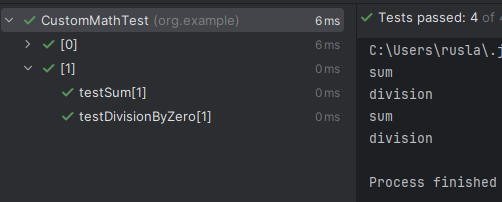 CustomMathTest (org.example) 6 ms
[0] 6 ms
[1] 0 ms
testSum[1] 0 ms
testDivisionByZero[1] 0 ms
Tests passed: 4 of
C:\Users\rusla\.j
sum
division
sum
division
Process finished